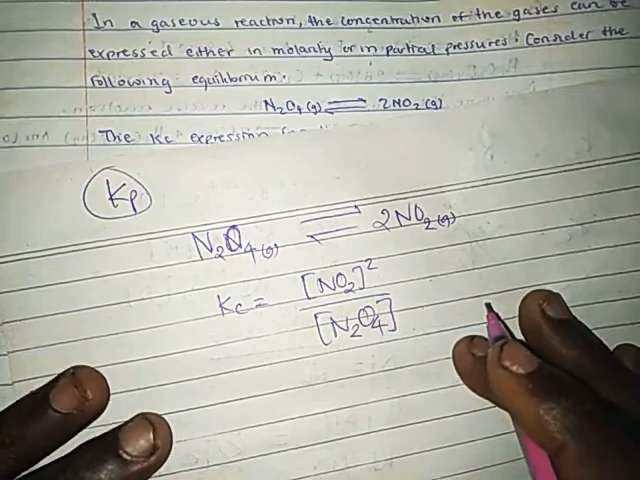 In a gaseous reaction, the concentration of the gases can be
expressed either in molarity or in partial pressures. Consider the
following equilibrium.
N₂O₄(g) ⇌ 2NO₂(g)
The Kc expression
Kp
N₂O₄(g) ⇌ 2NO₂(g)
Kc = [NO₂]²
[N₂O₄]